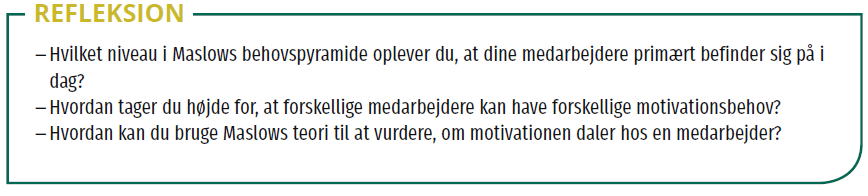 REFLEKSION
– Hvilket niveau i Maslows behovspyramide oplever du, at dine medarbejdere primært befinder sig på i
dag?
– Hvordan tager du højde for, at forskellige medarbejdere kan have forskellige motivationsbehov?
– Hvordan kan du bruge Maslows teori til at vurdere, om motivationen daler hos en medarbejder?